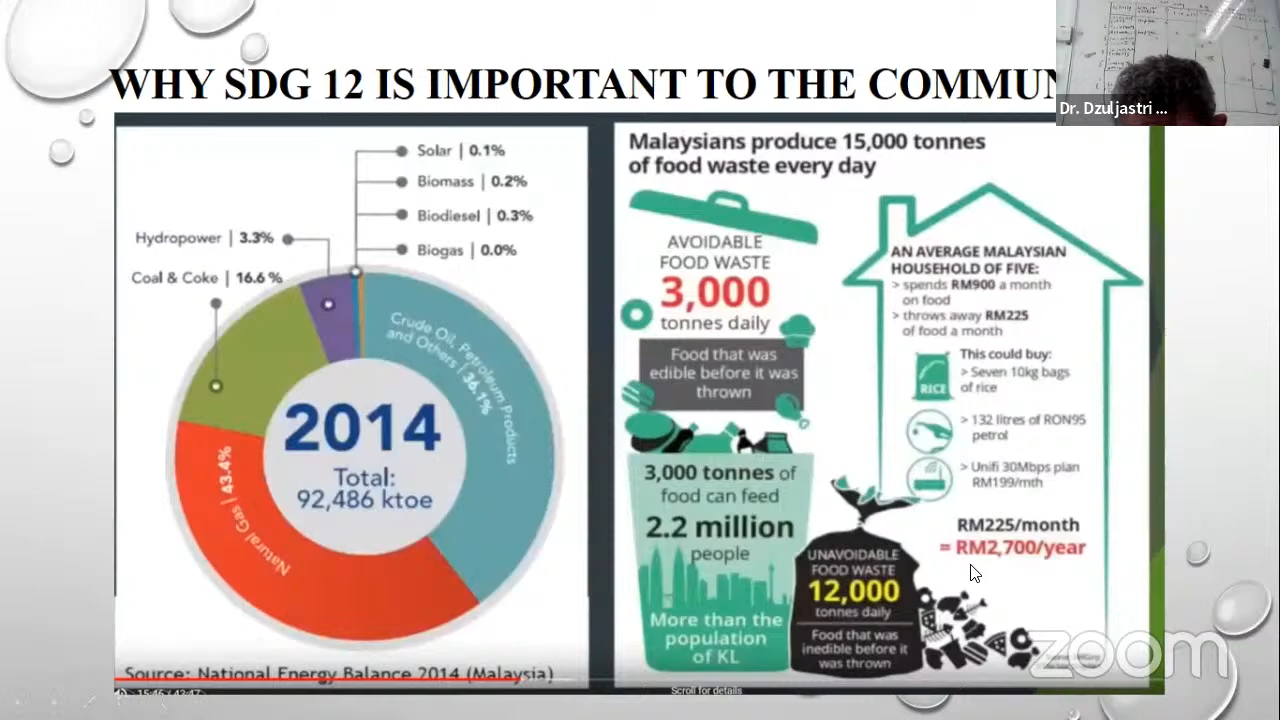 WHY SDG 12 IS IMPORTANT TO THE COMMUN
Dr. Dzuljastri ...
Solar | 0.1%
Biomass | 0.2%
Biodiesel | 0.3%
Biogas | 0.0%
Hydropower | 3.3%
Coal & Coke | 16.6 %
Crude Oil, Petroleum Products
and Others | 36.1%
Natural Gas | 43.4%
2014
Total:
92,486 ktoe
Source: National Energy Balance 2014 (Malaysia)
15:46 / 43:47
Malaysians produce 15,000 tonnes
of food waste every day
AVOIDABLE
FOOD WASTE
3,000
tonnes daily
Food that was
edible before it was
thrown
3,000 tonnes of
food can feed
2.2 million
people
More than the
population
of KL
UNAVOIDABLE
FOOD WASTE
12,000
tonnes daily
Food that was
inedible before it
was thrown
AN AVERAGE MALAYSIAN
HOUSEHOLD OF FIVE:
> spends RM900 a month
on food
> throws away RM225
of food a month
This could buy:
RICE
> Seven 10kg bags
of rice
> 132 litres of RON95
petrol
> Unifi 30Mbps plan
RM199/mth
RM225/month
= RM2,700/year
Scroll for details
zoom